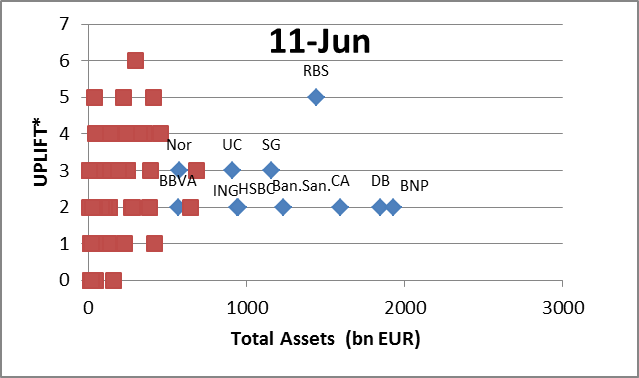 11-Jun
UPLIFT*
7
6
5
4
3
2
1
0
RBS
Nor UC SG
BBVA ING HSBC Ban.San. CA DB BNP
0 1000 2000 3000
Total Assets (bn EUR)